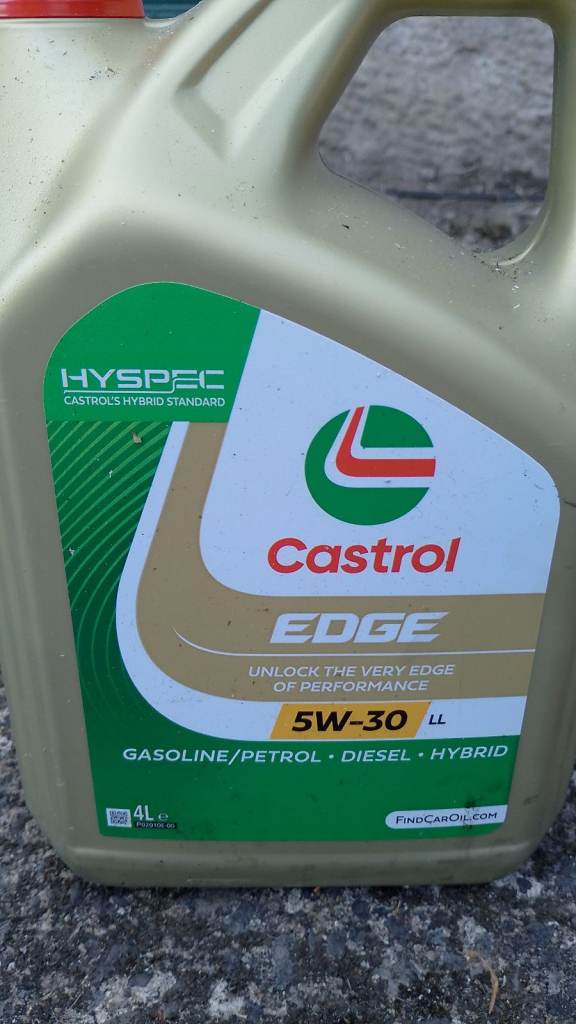 HYSPEC
CASTROL'S HYBRID STANDARD
Castrol
EDGE
UNLOCK THE VERY EDGE
OF PERFORMANCE
5W-30 LL
GASOLINE/PETROL • DIESEL • HYBRID
4L e
FINDCAROIL.COM